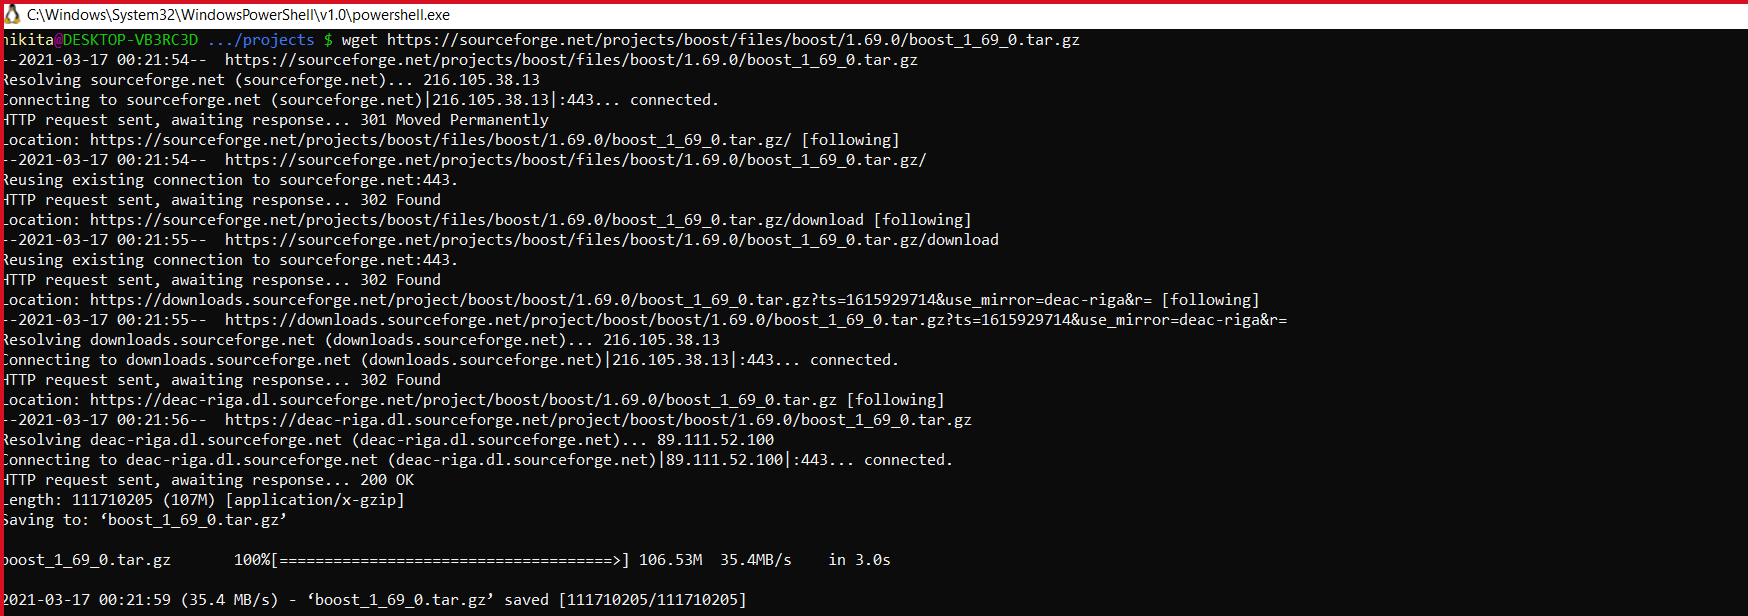 C:\Windows\System32\WindowsPowerShell\v1.0\powershell.exe
nikita@DESKTOP-VB3RC3D .../projects $ wget https://sourceforge.net/projects/boost/files/boost/1.69.0/boost_1_69_0.tar.gz
--2021-03-17 00:21:54--  https://sourceforge.net/projects/boost/files/boost/1.69.0/boost_1_69_0.tar.gz
Resolving sourceforge.net (sourceforge.net)... 216.105.38.13
Connecting to sourceforge.net (sourceforge.net)|216.105.38.13|:443... connected.
HTTP request sent, awaiting response... 301 Moved Permanently
Location: https://sourceforge.net/projects/boost/files/boost/1.69.0/boost_1_69_0.tar.gz/ [following]
--2021-03-17 00:21:54--  https://sourceforge.net/projects/boost/files/boost/1.69.0/boost_1_69_0.tar.gz/
Reusing existing connection to sourceforge.net:443.
HTTP request sent, awaiting response... 302 Found
Location: https://sourceforge.net/projects/boost/files/boost/1.69.0/boost_1_69_0.tar.gz/download [following]
--2021-03-17 00:21:55--  https://sourceforge.net/projects/boost/files/boost/1.69.0/boost_1_69_0.tar.gz/download
Reusing existing connection to sourceforge.net:443.
HTTP request sent, awaiting response... 302 Found
Location: https://downloads.sourceforge.net/project/boost/boost/1.69.0/boost_1_69_0.tar.gz?ts=1615929714&use_mirror=deac-riga&r= [following]
--2021-03-17 00:21:55--  https://downloads.sourceforge.net/project/boost/boost/1.69.0/boost_1_69_0.tar.gz?ts=1615929714&use_mirror=deac-riga&r=
Resolving downloads.sourceforge.net (downloads.sourceforge.net)... 216.105.38.13
Connecting to downloads.sourceforge.net (downloads.sourceforge.net)|216.105.38.13|:443... connected.
HTTP request sent, awaiting response... 302 Found
Location: https://deac-riga.dl.sourceforge.net/project/boost/boost/1.69.0/boost_1_69_0.tar.gz [following]
--2021-03-17 00:21:56--  https://deac-riga.dl.sourceforge.net/project/boost/boost/1.69.0/boost_1_69_0.tar.gz
Resolving deac-riga.dl.sourceforge.net (deac-riga.dl.sourceforge.net)... 89.111.52.100
Connecting to deac-riga.dl.sourceforge.net (deac-riga.dl.sourceforge.net)|89.111.52.100|:443... connected.
HTTP request sent, awaiting response... 200 OK
Length: 111710205 (107M) [application/x-gzip]
Saving to: ‘boost_1_69_0.tar.gz’
boost_1_69_0.tar.gz       100%[=====================================>] 106.53M  35.4MB/s    in 3.0s
2021-03-17 00:21:59 (35.4 MB/s) - ‘boost_1_69_0.tar.gz’ saved [111710205/111710205]